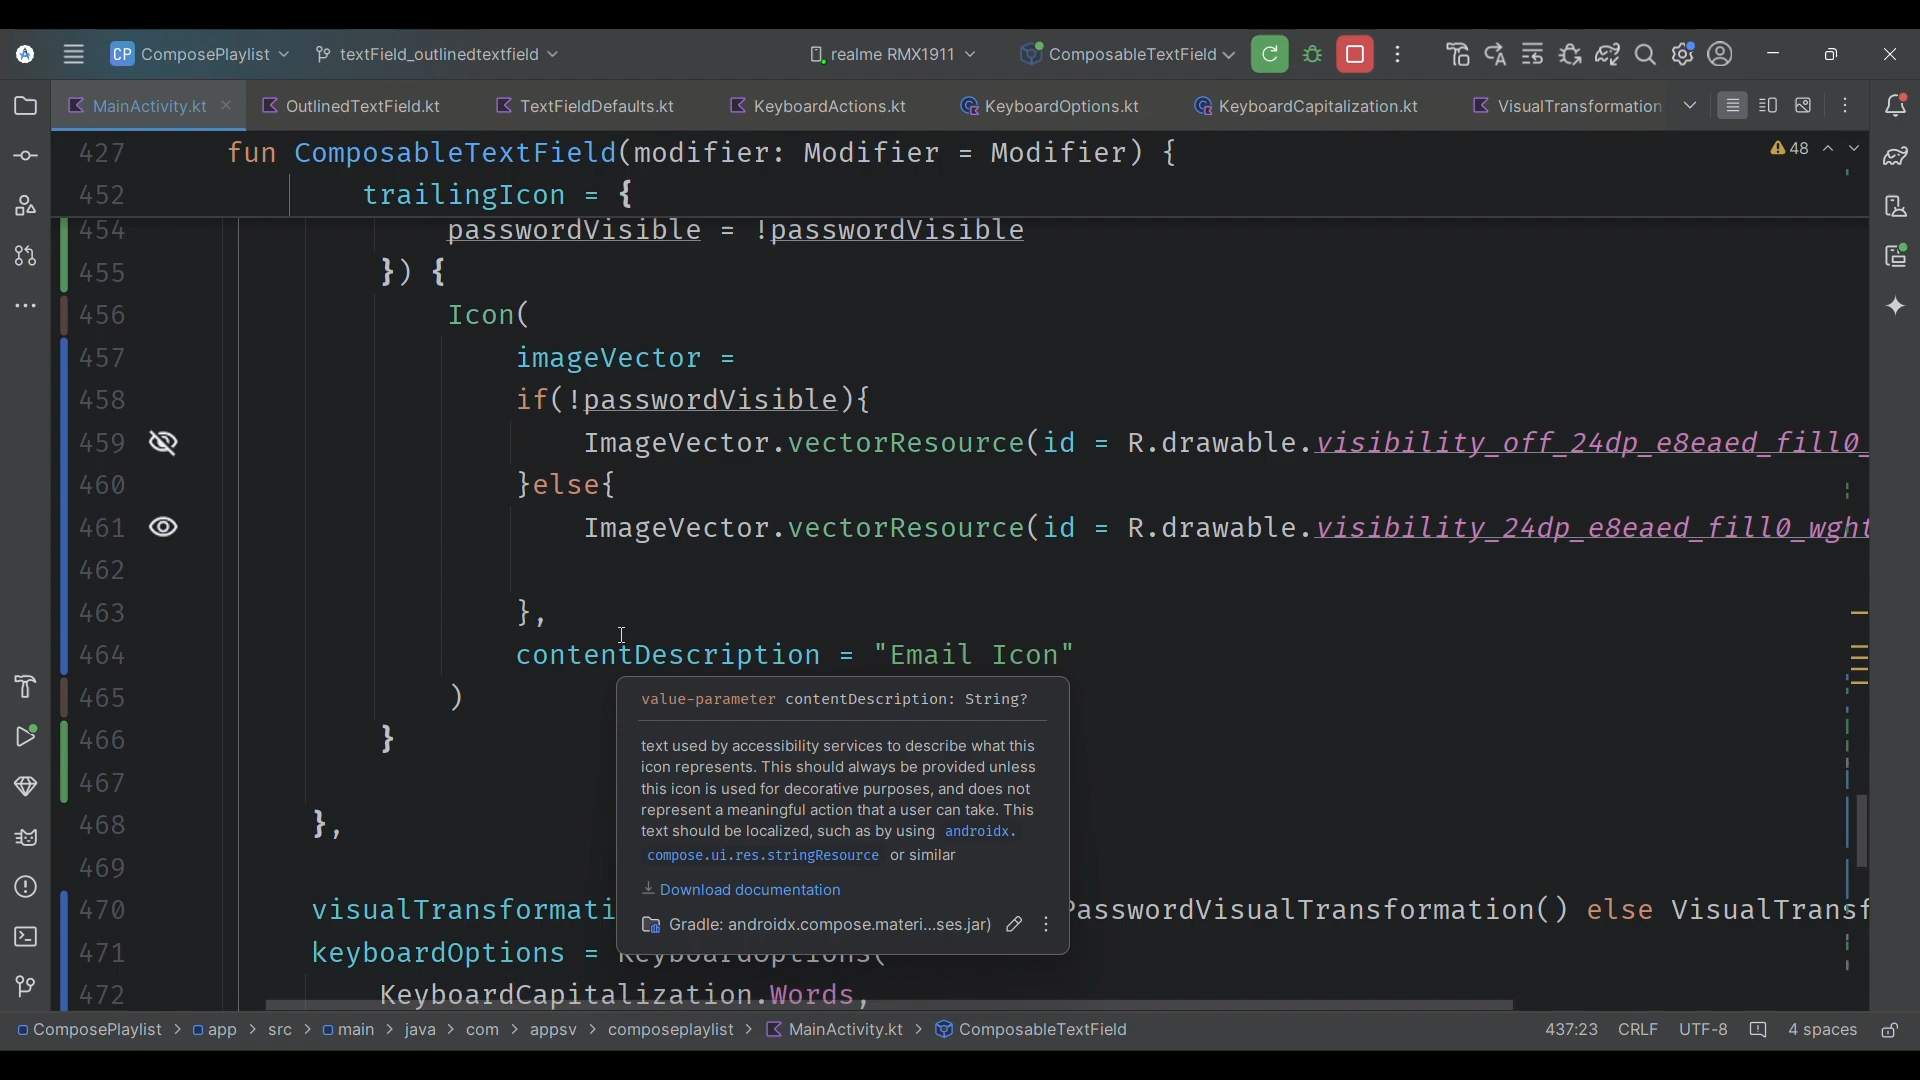 CP ComposePlaylist textField_outlinedtextfield realme RMX1911 ComposableTextField
MainActivity.kt OutlinedTextField.kt TextFieldDefaults.kt KeyboardActions.kt KeyboardOptions.kt KeyboardCapitalization.kt VisualTransformation
427 fun ComposableTextField(modifier: Modifier = Modifier) { 48
452 trailingIcon = {
454 passwordVisible = !passwordVisible
455 }) {
456 Icon(
457 imageVector =
458 if(!passwordVisible){
459 ImageVector.vectorResource(id = R.drawable.visibility_off_24dp_e8eaed_fill0_
460 }else{
461 ImageVector.vectorResource(id = R.drawable.visibility_24dp_e8eaed_fill0_wght
462
463 },
464 contentDescription = "Email Icon"
465 )
466 }
467
468 },
469
470 visualTransformati PasswordVisualTransformation() else VisualTransf
471 keyboardOptions = KeyboardOptions(
472 KeyboardCapitalization.Words,
value-parameter contentDescription: String?
text used by accessibility services to describe what this
icon represents. This should always be provided unless
this icon is used for decorative purposes, and does not
represent a meaningful action that a user can take. This
text should be localized, such as by using androidx.
compose.ui.res.stringResource or similar
Download documentation
Gradle: androidx.compose.materi...ses.jar)
ComposePlaylist > app > src > main > java > com > appsv > composeplaylist > MainActivity.kt > ComposableTextField 437:23 CRLF UTF-8 4 spaces